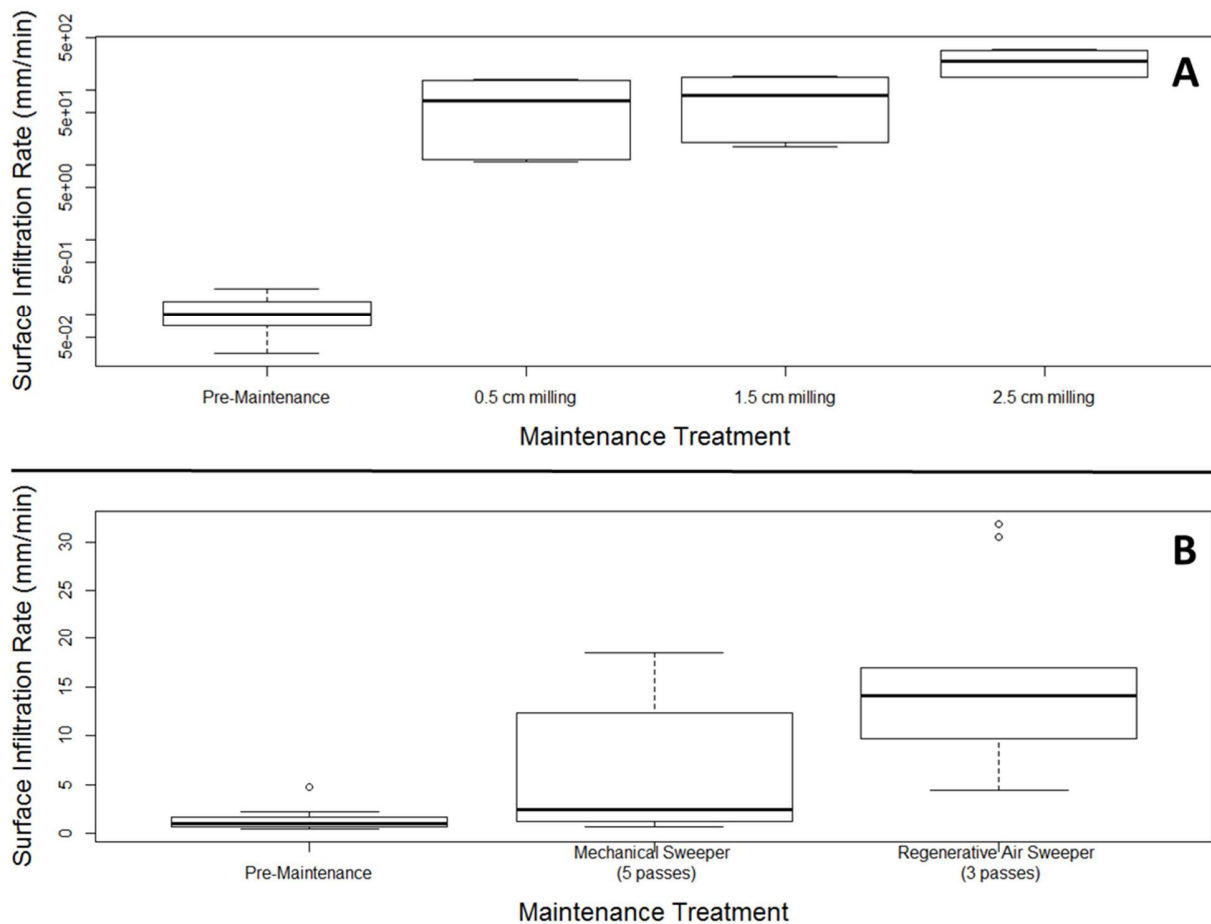 A
Surface Infiltration Rate (mm/min)
5e+02
5e+01
5e+00
5e-01
5e-02
Pre-Maintenance 0.5 cm milling 1.5 cm milling 2.5 cm milling
Maintenance Treatment
B
Surface Infiltration Rate (mm/min)
30
25
20
15
10
5
0
Pre-Maintenance Mechanical Sweeper Regenerative Air Sweeper
(5 passes) (3 passes)
Maintenance Treatment